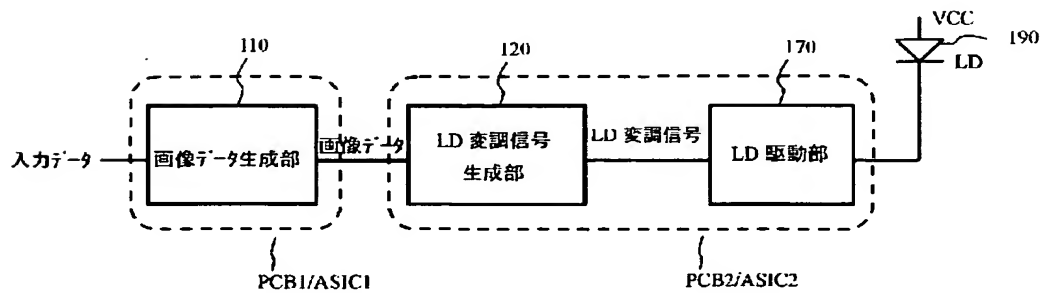 VCC
190
LD
110
120
170
入力データ
画像データ生成部
画像データ
LD 変調信号
生成部
LD 変調信号
LD 駆動部
PCB1/ASIC1
PCB2/ASIC2